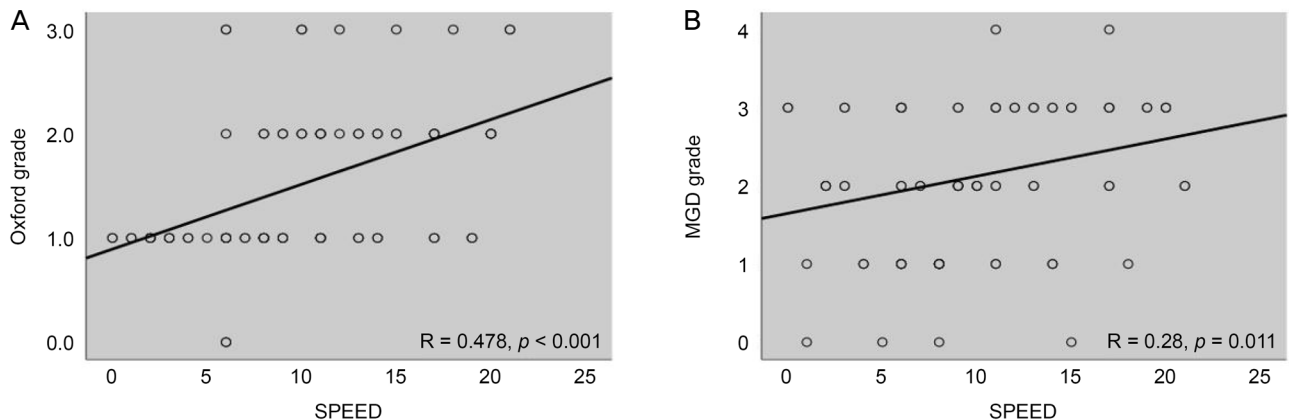 A
Oxford grade
3.0
2.0
1.0
0.0
R = 0.478, p < 0.001
0 5 10 15 20 25
SPEED
B
MGD grade
4
3
2
1
0
R = 0.28, p = 0.011
0 5 10 15 20 25
SPEED